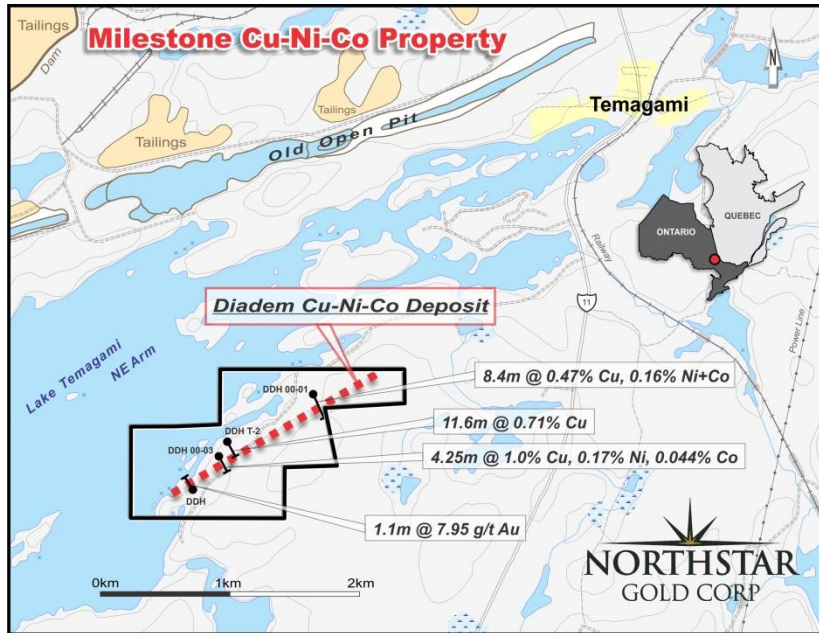 Tailings
Dam
Milestone Cu-Ni-Co Property
Tailings
Tailings
Old Open Pit
Temagami
N
QUEBEC
ONTARIO
Railway
11
Power Line
Diadem Cu-Ni-Co Deposit
Lake Temagami
NE Arm
DDH 00-01
8.4m @ 0.47% Cu, 0.16% Ni+Co
DDH T-2
11.6m @ 0.71% Cu
DDH 00-03
4.25m @ 1.0% Cu, 0.17% Ni, 0.044% Co
DDH
1.1m @ 7.95 g/t Au
0km 1km 2km
NORTHSTAR
GOLD CORP